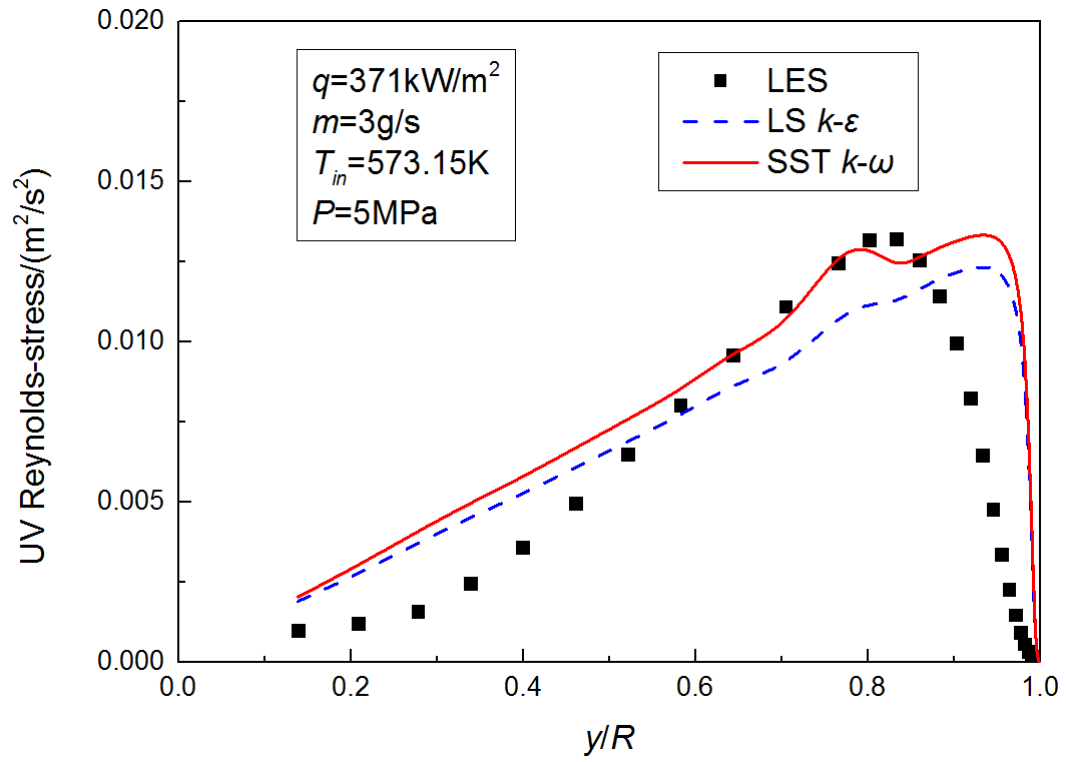 0.020
0.015
0.010
0.005
0.000
UV Reynolds-stress/(m²/s²)
q=371kW/m²
m=3g/s
T_in=573.15K
P=5MPa
LES
LS k-ε
SST k-ω
0.0 0.2 0.4 0.6 0.8 1.0
y/R